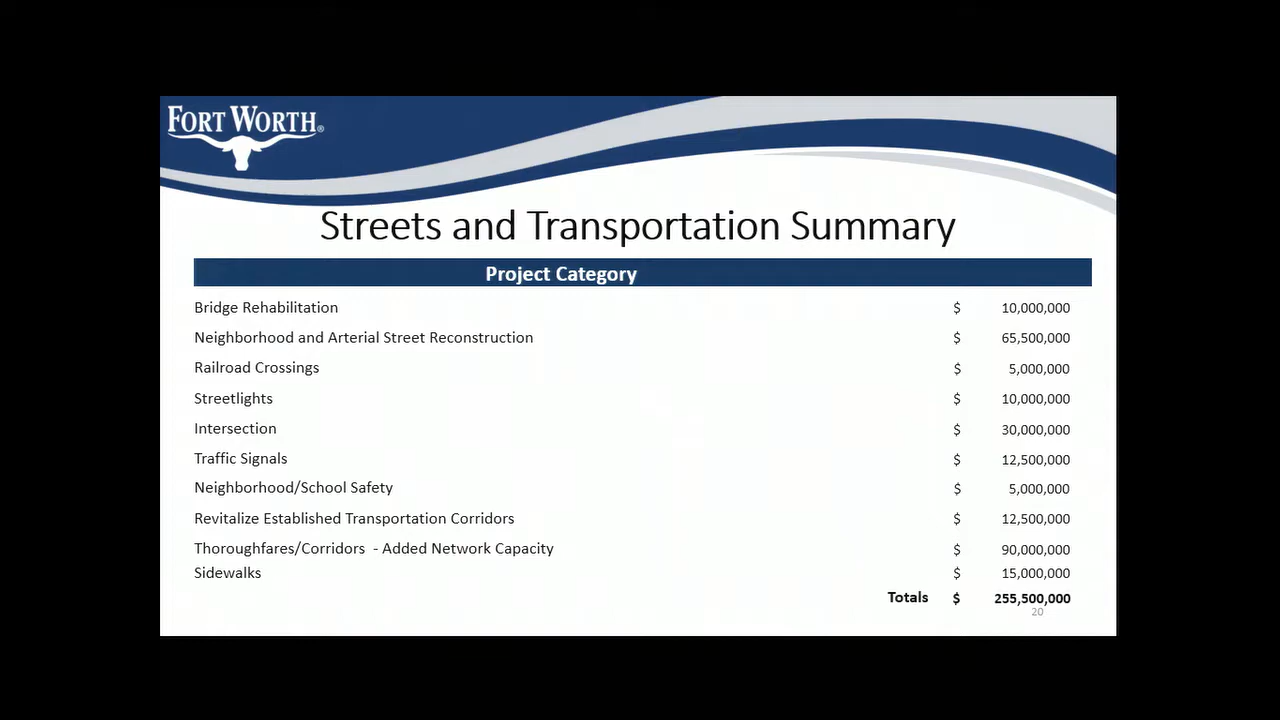 FORT WORTH®
Streets and Transportation Summary
Project Category
Bridge Rehabilitation $ 10,000,000
Neighborhood and Arterial Street Reconstruction $ 65,500,000
Railroad Crossings $ 5,000,000
Streetlights $ 10,000,000
Intersection $ 30,000,000
Traffic Signals $ 12,500,000
Neighborhood/School Safety $ 5,000,000
Revitalize Established Transportation Corridors $ 12,500,000
Thoroughfares/Corridors - Added Network Capacity $ 90,000,000
Sidewalks $ 15,000,000
Totals $ 255,500,000
20